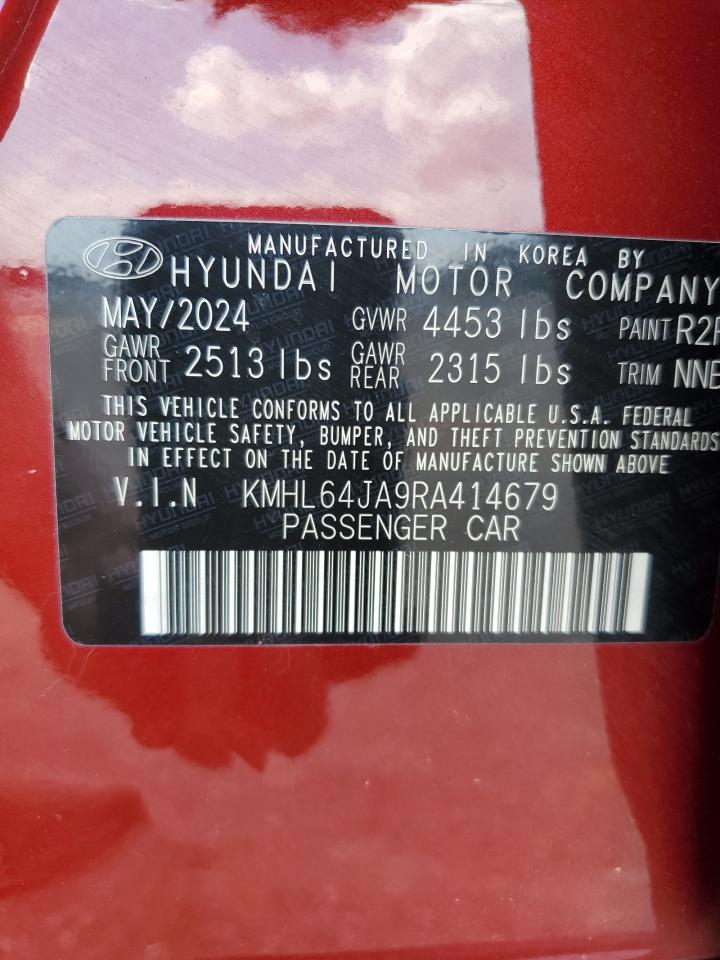 MANUFACTURED IN KOREA BY
HYUNDAI MOTOR COMPANY
MAY/2024 GVWR 4453 lbs PAINT R2
GAWR FRONT 2513 lbs GAWR REAR 2315 lbs TRIM NN
THIS VEHICLE CONFORMS TO ALL APPLICABLE U.S.A. FEDERAL
MOTOR VEHICLE SAFETY, BUMPER, AND THEFT PREVENTION STANDARDS
IN EFFECT ON THE DATE OF MANUFACTURE SHOWN ABOVE
V.I.N KMHL64JA9RA414679
PASSENGER CAR